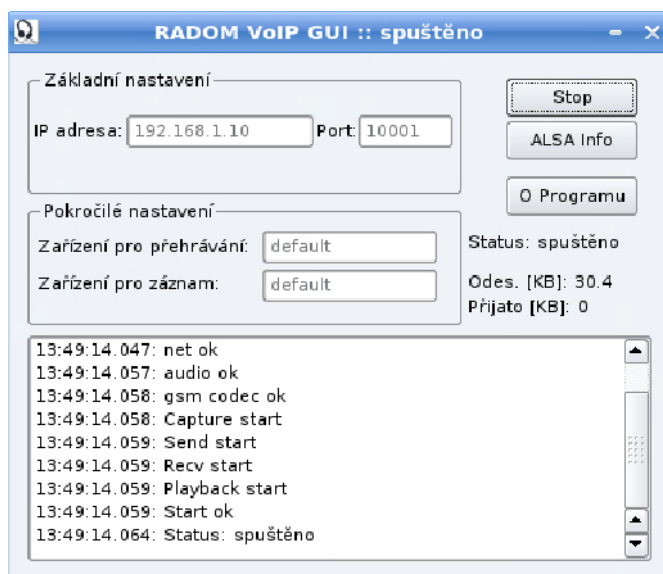 RADOM VoIP GUI :: spuštěno
Základní nastavení
IP adresa: 192.168.1.10 Port: 10001
Stop
ALSA Info
O Programu
Pokročilé nastavení
Zařízení pro přehrávání: default
Zařízení pro záznam: default
Status: spuštěno
Odes. [KB]: 30.4
Přijato [KB]: 0
13:49:14.047: net ok
13:49:14.057: audio ok
13:49:14.058: gsm codec ok
13:49:14.058: Capture start
13:49:14.059: Send start
13:49:14.059: Recv start
13:49:14.059: Playback start
13:49:14.059: Start ok
13:49:14.064: Status: spuštěno